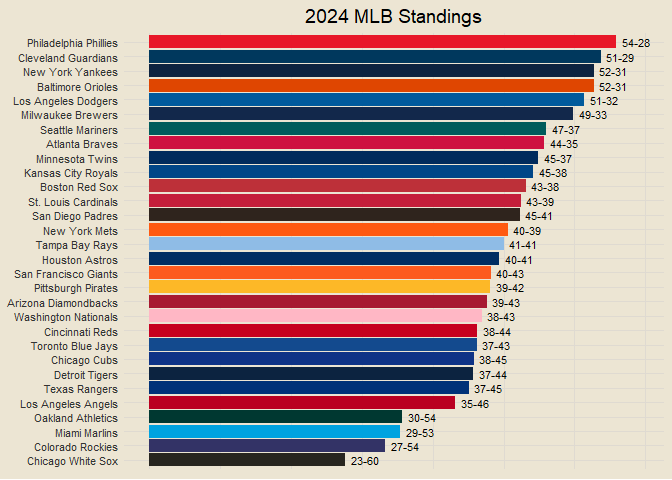 2024 MLB Standings
Philadelphia Phillies 54-28
Cleveland Guardians 51-29
New York Yankees 52-31
Baltimore Orioles 52-31
Los Angeles Dodgers 51-32
Milwaukee Brewers 49-33
Seattle Mariners 47-37
Atlanta Braves 44-35
Minnesota Twins 45-37
Kansas City Royals 45-38
Boston Red Sox 43-38
St. Louis Cardinals 43-39
San Diego Padres 45-41
New York Mets 40-39
Tampa Bay Rays 41-41
Houston Astros 40-41
San Francisco Giants 40-43
Pittsburgh Pirates 39-42
Arizona Diamondbacks 39-43
Washington Nationals 38-43
Cincinnati Reds 38-44
Toronto Blue Jays 37-43
Chicago Cubs 38-45
Detroit Tigers 37-44
Texas Rangers 37-45
Los Angeles Angels 35-46
Oakland Athletics 30-54
Miami Marlins 29-53
Colorado Rockies 27-54
Chicago White Sox 23-60